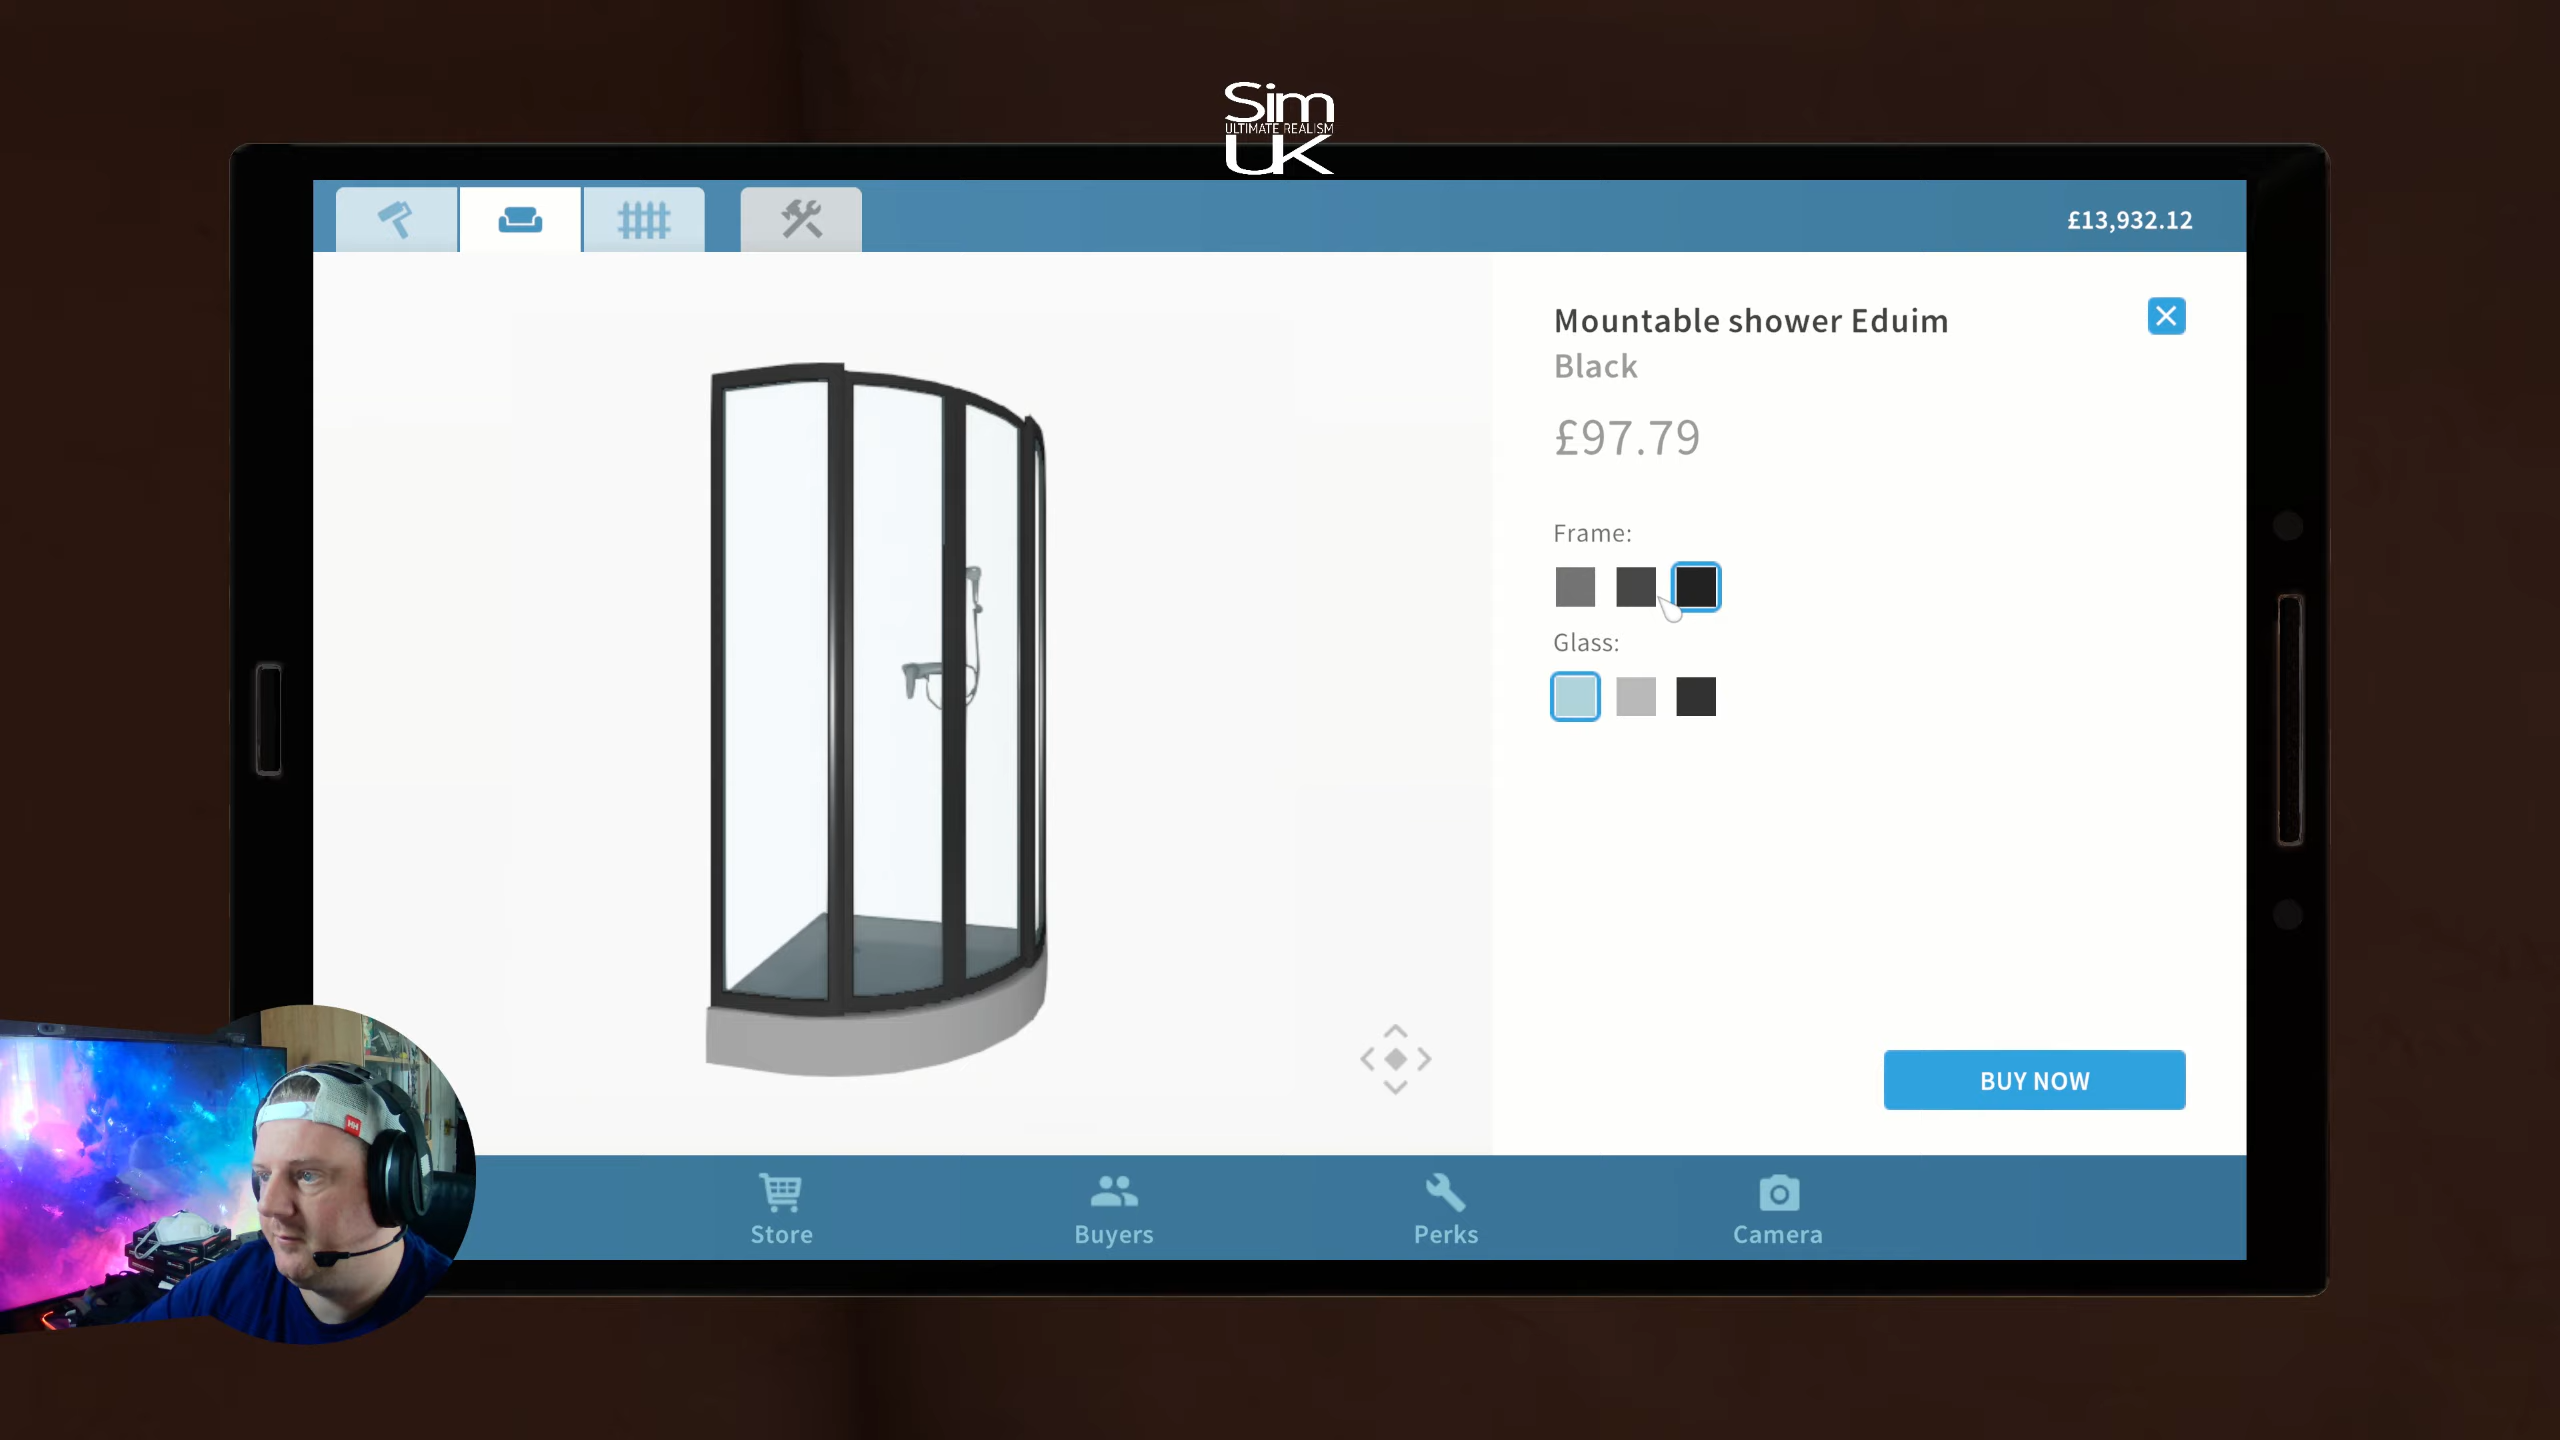 Sim
ULTIMATE REALISM
UK
£13,932.12
Mountable shower Eduim
Black
£97.79
Frame:
Glass:
BUY NOW
Store
Buyers
Perks
Camera